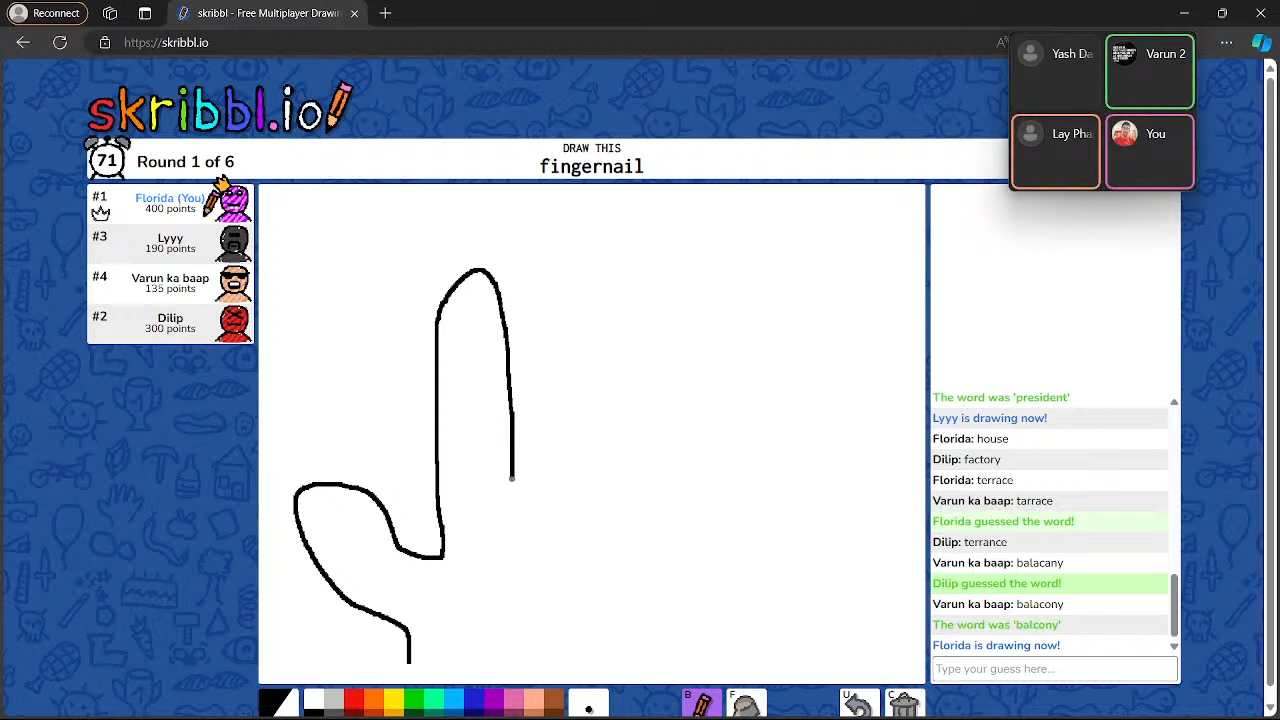 Reconnect
skribbl - Free Multiplayer Drawin
https://skribbl.io
Yash Da
Varun 2
Lay Pha
You
skribbl.io
71
Round 1 of 6
DRAW THIS
fingernail
#1
Florida (You)
400 points
#3
Lyyy
190 points
#4
Varun ka baap
135 points
#2
Dilip
300 points
The word was 'president'
Lyyy is drawing now!
Florida: house
Dilip: factory
Florida: terrace
Varun ka baap: tarrace
Florida guessed the word!
Dilip: terrance
Varun ka baap: balacany
Dilip guessed the word!
Varun ka baap: balacony
The word was 'balcony'
Florida is drawing now!
Type your guess here...
B
F
U
C